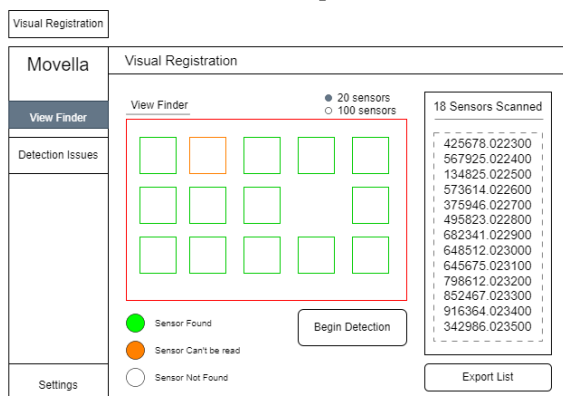 Visual Registration
Movella
Visual Registration
View Finder
Detection Issues
Settings
View Finder
20 sensors
100 sensors
Sensor Found
Sensor Can't be read
Sensor Not Found
Begin Detection
18 Sensors Scanned
425678.022300
567925.022400
134825.022500
573614.022600
375946.022700
495823.022800
682341.022900
648512.023000
645675.023100
798612.023200
852467.023300
916364.023400
342986.023500
Export List